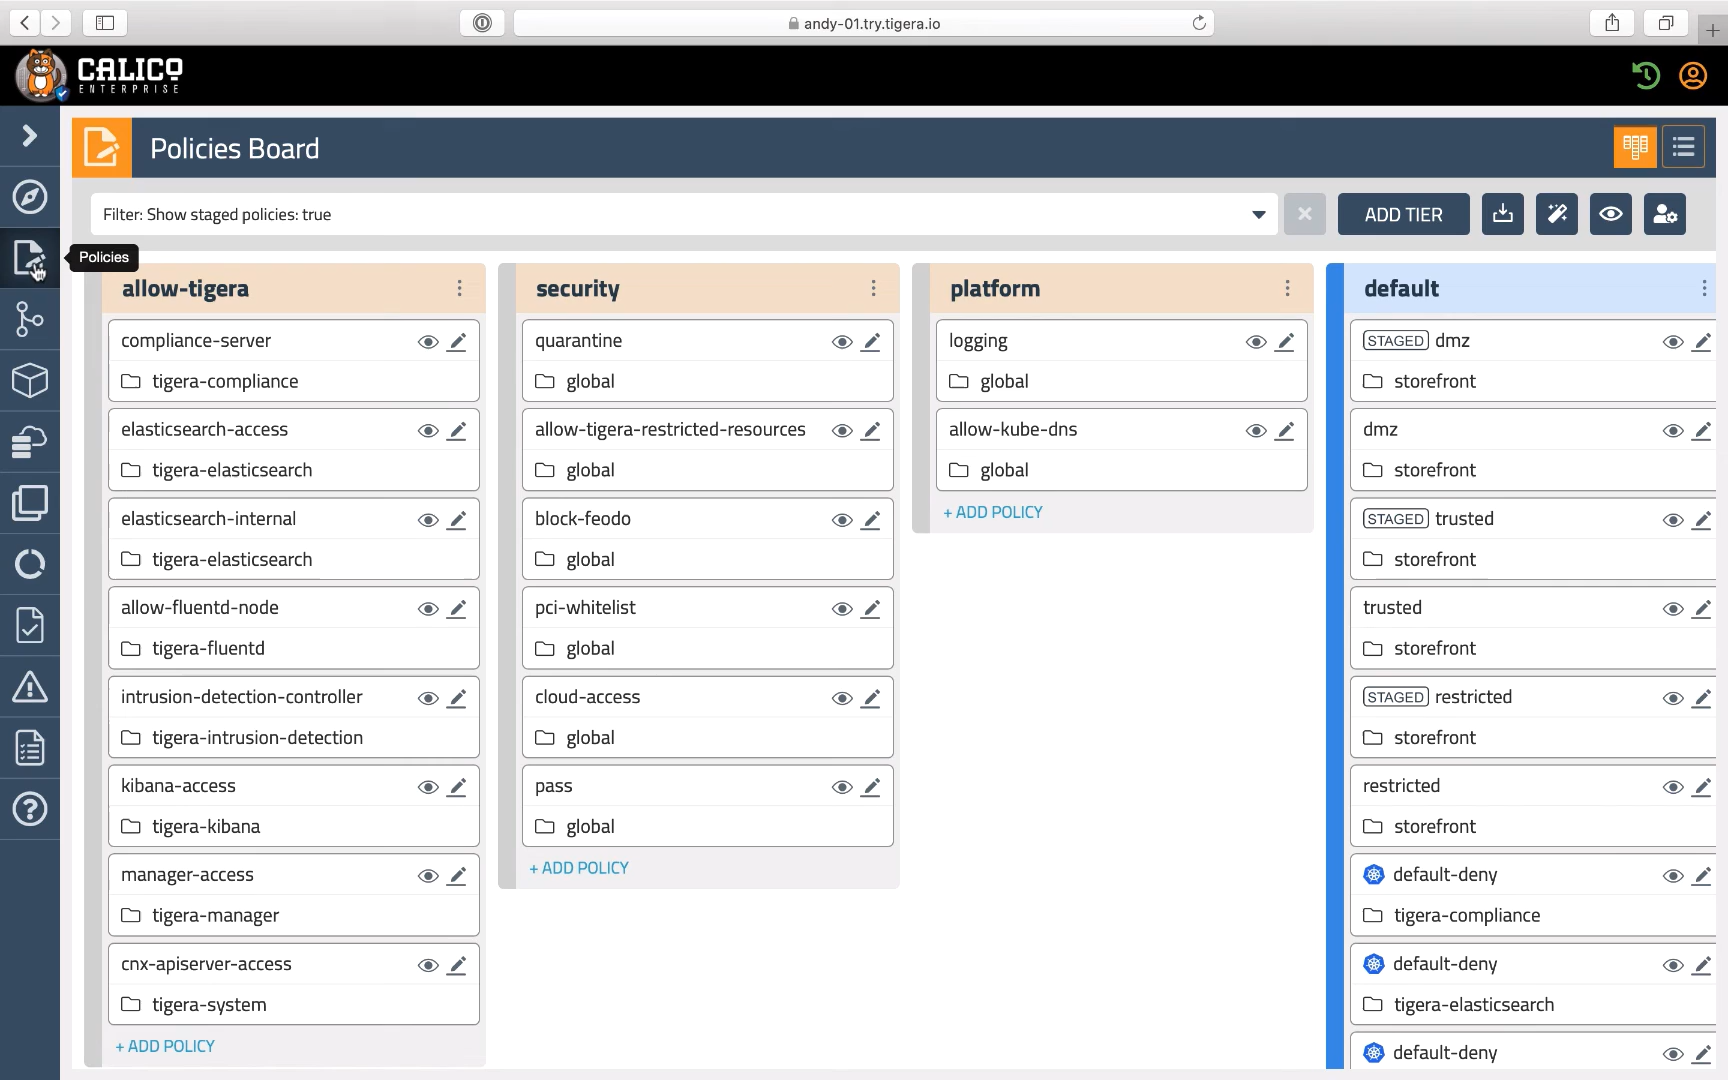 andy-01.try.tigera.io
CALICO
ENTERPRISE
Policies Board
Filter: Show staged policies: true
ADD TIER
Policies
allow-tigera
compliance-server
tigera-compliance
elasticsearch-access
tigera-elasticsearch
elasticsearch-internal
tigera-elasticsearch
allow-fluentd-node
tigera-fluentd
intrusion-detection-controller
tigera-intrusion-detection
kibana-access
tigera-kibana
manager-access
tigera-manager
cnx-apiserver-access
tigera-system
+ ADD POLICY
security
quarantine
global
allow-tigera-restricted-resources
global
block-feodo
global
pci-whitelist
global
cloud-access
global
pass
global
+ ADD POLICY
platform
logging
global
allow-kube-dns
global
+ ADD POLICY
default
STAGED dmz
storefront
dmz
storefront
STAGED trusted
storefront
trusted
storefront
STAGED restricted
storefront
restricted
storefront
default-deny
tigera-compliance
default-deny
tigera-elasticsearch
default-deny